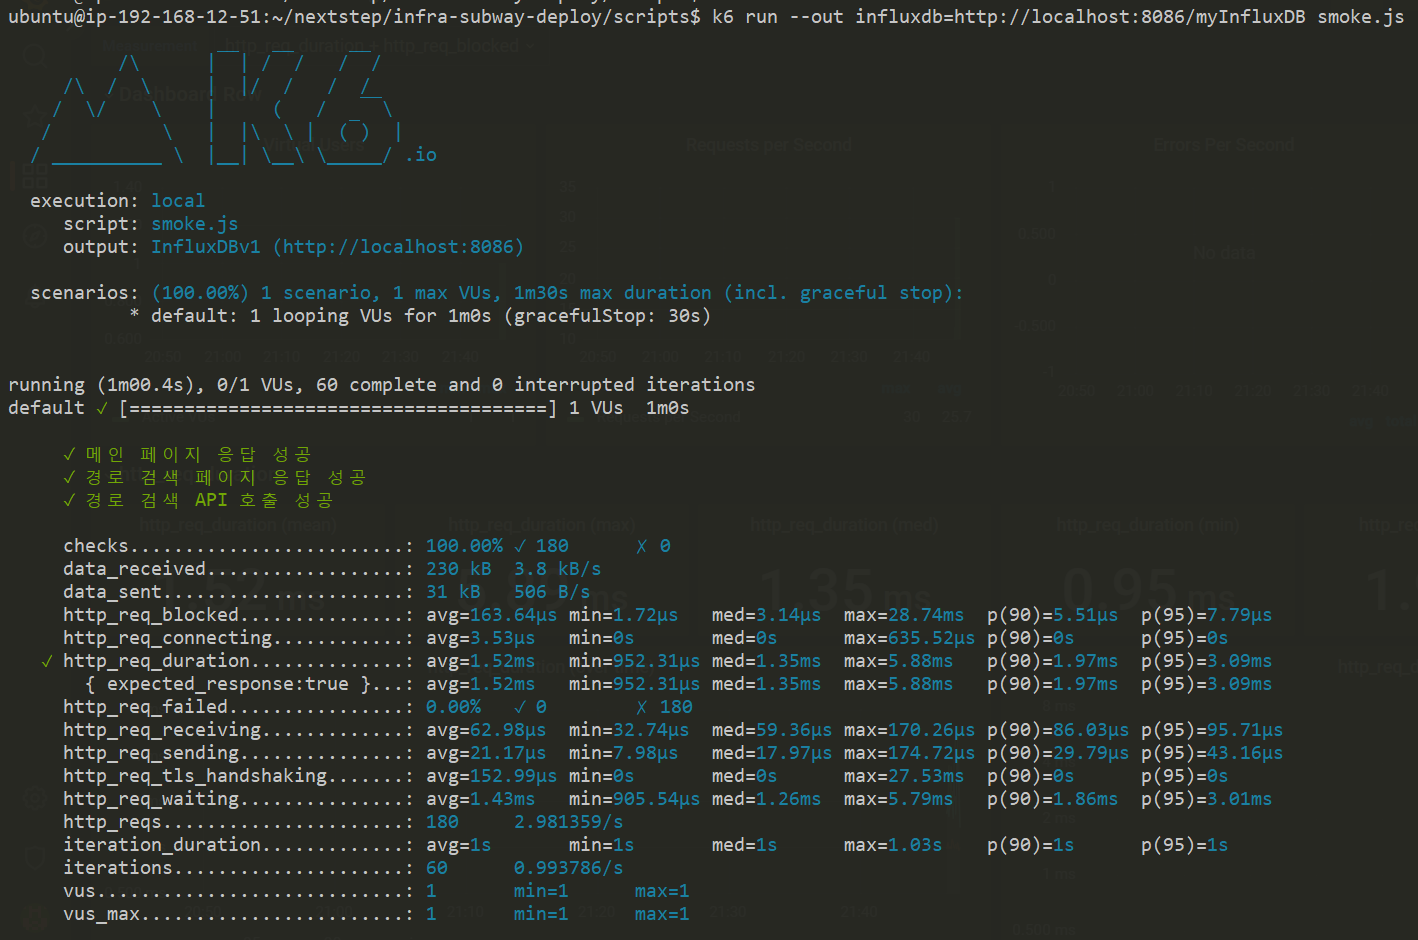 ubuntu@ip-192-168-12-51:~/nextstep/infra-subway-deploy/scripts$ k6 run --out influxdb=http://localhost:8086/myInfluxDB smoke.js
.io
execution: local
script: smoke.js
output: InfluxDBv1 (http://localhost:8086)
scenarios: (100.00%) 1 scenario, 1 max VUs, 1m30s max duration (incl. graceful stop):
* default: 1 looping VUs for 1m0s (gracefulStop: 30s)
running (1m00.4s), 0/1 VUs, 60 complete and 0 interrupted iterations
default ✓ [======================================] 1 VUs  1m0s
✓ 메인 페이지 응답 성공
✓ 경로 검색 페이지 응답 성공
✓ 경로 검색 API 호출 성공
checks.........................: 100.00% ✓ 180      ✗ 0
data_received..................: 230 kB  3.8 kB/s
data_sent......................: 31 kB   506 B/s
http_req_blocked...............: avg=163.64µs min=1.72µs   med=3.14µs  max=28.74ms  p(90)=5.51µs  p(95)=7.79µs
http_req_connecting............: avg=3.53µs   min=0s       med=0s      max=635.52µs p(90)=0s      p(95)=0s
✓ http_req_duration..............: avg=1.52ms   min=952.31µs med=1.35ms  max=5.88ms   p(90)=1.97ms  p(95)=3.09ms
{ expected_response:true }...: avg=1.52ms   min=952.31µs med=1.35ms  max=5.88ms   p(90)=1.97ms  p(95)=3.09ms
http_req_failed................: 0.00%   ✓ 0        ✗ 180
http_req_receiving.............: avg=62.98µs  min=32.74µs  med=59.36µs max=170.26µs p(90)=86.03µs p(95)=95.71µs
http_req_sending...............: avg=21.17µs  min=7.98µs   med=17.97µs max=174.72µs p(90)=29.79µs p(95)=43.16µs
http_req_tls_handshaking.......: avg=152.99µs min=0s       med=0s      max=27.53ms  p(90)=0s      p(95)=0s
http_req_waiting...............: avg=1.43ms   min=905.54µs med=1.26ms  max=5.79ms   p(90)=1.86ms  p(95)=3.01ms
http_reqs......................: 180     2.981359/s
iteration_duration.............: avg=1s       min=1s       med=1s      max=1.03s    p(90)=1s      p(95)=1s
iterations.....................: 60      0.993786/s
vus............................: 1       min=1      max=1
vus_max........................: 1       min=1      max=1